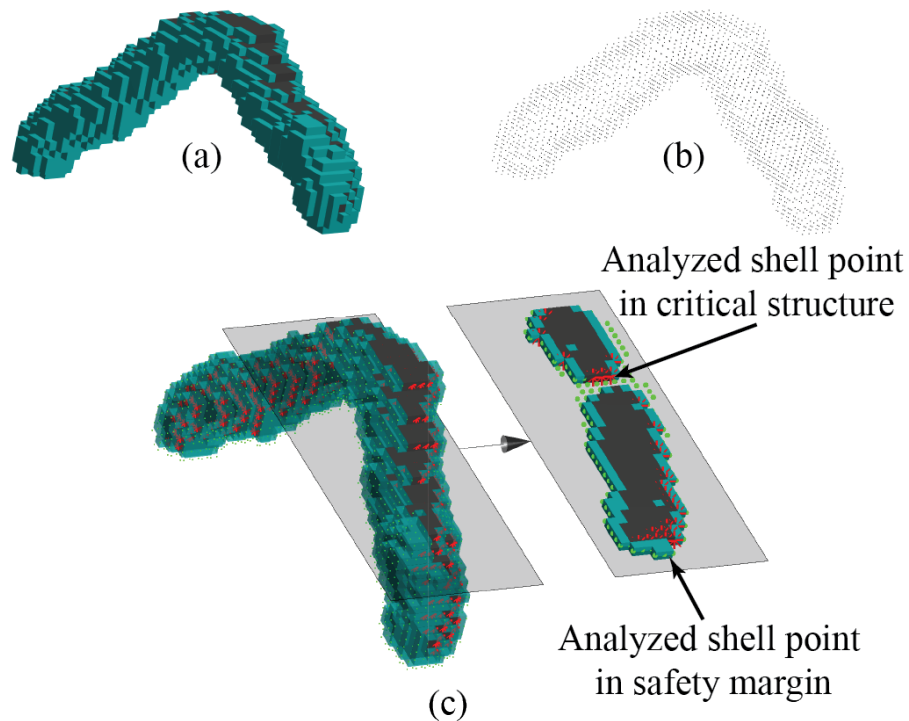 (a)
(b)
Analyzed shell point
in critical structure
Analyzed shell point
in safety margin
(c)